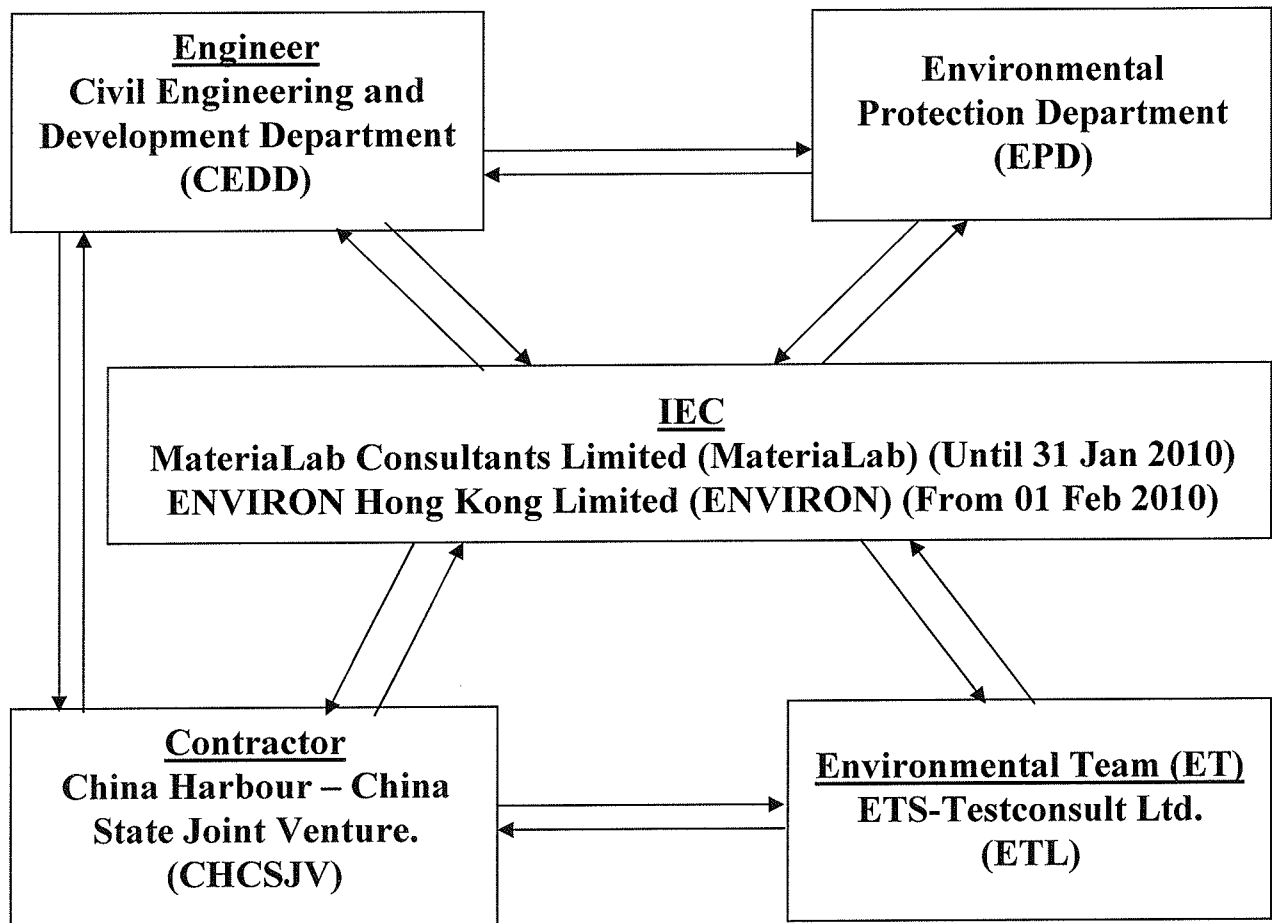 Engineer
Civil Engineering and
Development Department
(CEDD)
Environmental
Protection Department
(EPD)
IEC
MateriaLab Consultants Limited (MateriaLab) (Until 31 Jan 2010)
ENVIRON Hong Kong Limited (ENVIRON) (From 01 Feb 2010)
Contractor
China Harbour – China
State Joint Venture.
(CHCSJV)
Environmental Team (ET)
ETS-Testconsult Ltd.
(ETL)